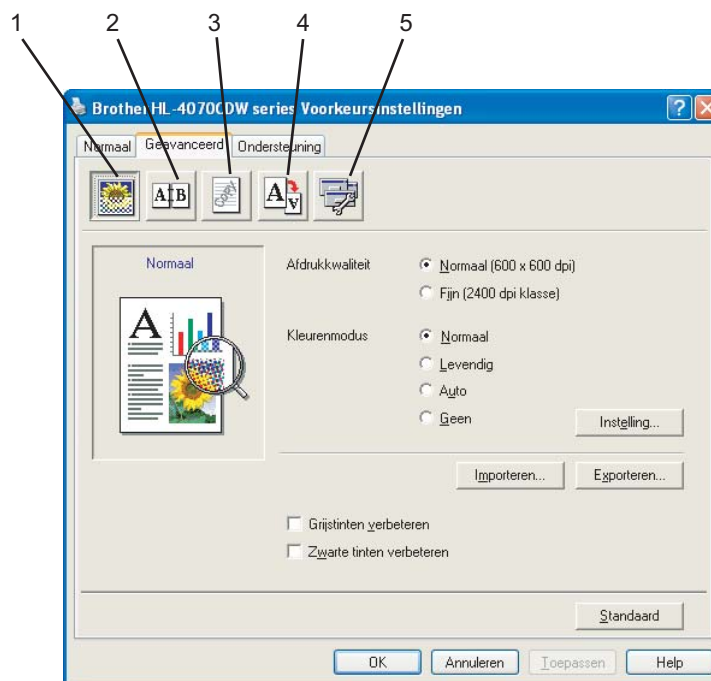 1 2 3 4 5
Brother HL-4070CDW series Voorkeursinstellingen
Normaal Geavanceerd Ondersteuning
A B Copy A A
Normaal
A
Afdrukkwaliteit
Normaal (600 x 600 dpi)
Fijn (2400 dpi klasse)
Kleurenmodus
Normaal
Levendig
Auto
Geen
Instelling...
Importeren... Exporteren...
Grijstinten verbeteren
Zwarte tinten verbeteren
Standaard
OK Annuleren Toepassen Help